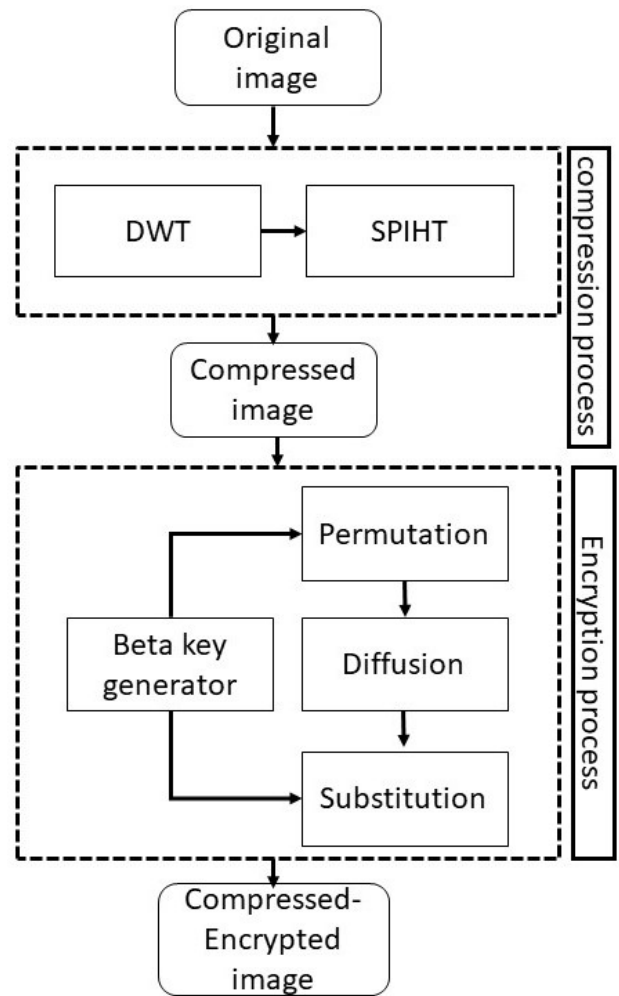 Original
image
compression process
DWT
SPIHT
Compressed
image
Encryption process
Permutation
Beta key
generator
Diffusion
Substitution
Compressed-
Encrypted
image